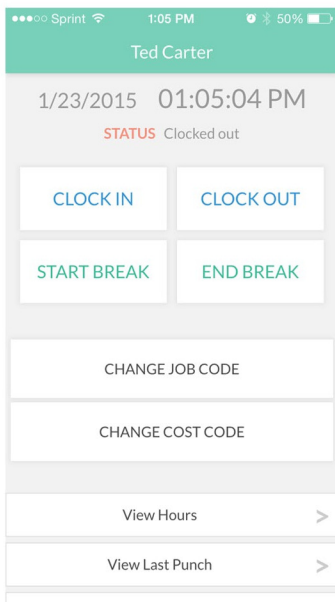 Sprint 1:05 PM 50%
Ted Carter
1/23/2015 01:05:04 PM
STATUS Clocked out
CLOCK IN CLOCK OUT
START BREAK END BREAK
CHANGE JOB CODE
CHANGE COST CODE
View Hours >
View Last Punch >